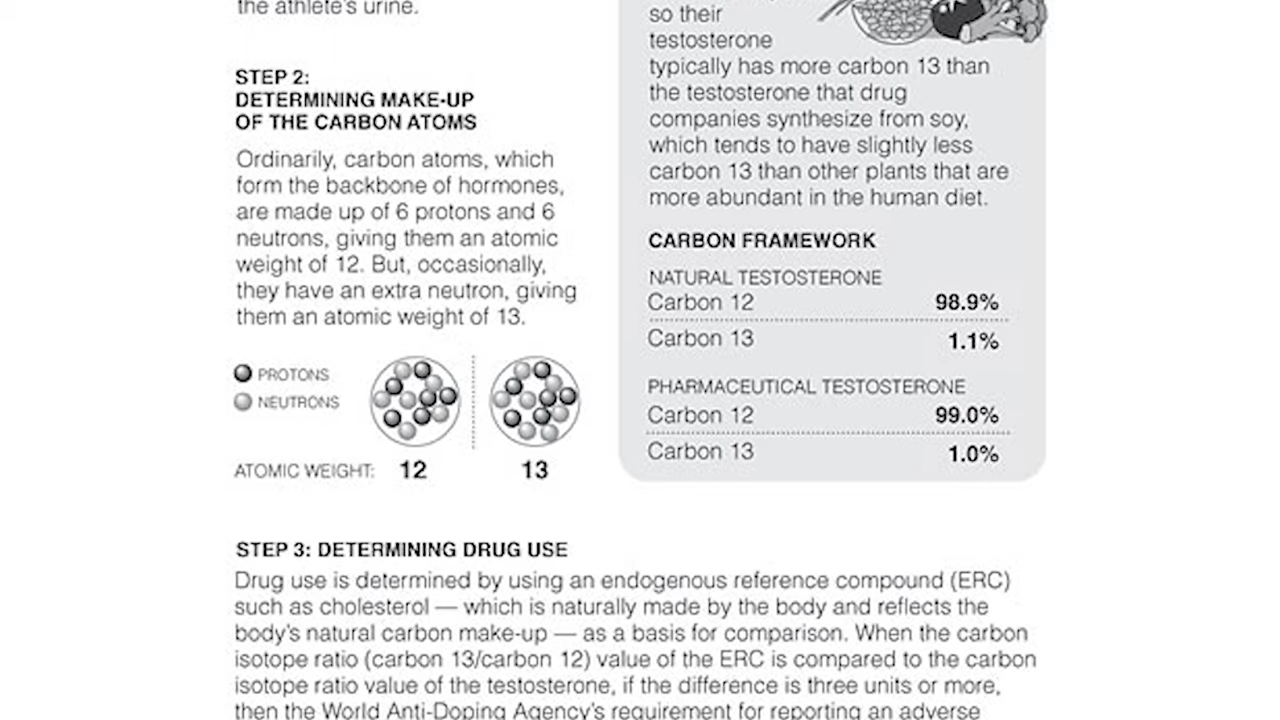 the athlete's urine.
STEP 2:
DETERMINING MAKE-UP
OF THE CARBON ATOMS
Ordinarily, carbon atoms, which
form the backbone of hormones,
are made up of 6 protons and 6
neutrons, giving them an atomic
weight of 12. But, occasionally,
they have an extra neutron, giving
them an atomic weight of 13.
PROTONS
NEUTRONS
ATOMIC WEIGHT: 12 13
so their
testosterone
typically has more carbon 13 than
the testosterone that drug
companies synthesize from soy,
which tends to have slightly less
carbon 13 than other plants that are
more abundant in the human diet.
CARBON FRAMEWORK
NATURAL TESTOSTERONE
Carbon 12 98.9%
Carbon 13 1.1%
PHARMACEUTICAL TESTOSTERONE
Carbon 12 99.0%
Carbon 13 1.0%
STEP 3: DETERMINING DRUG USE
Drug use is determined by using an endogenous reference compound (ERC)
such as cholesterol — which is naturally made by the body and reflects the
body's natural carbon make-up — as a basis for comparison. When the carbon
isotope ratio (carbon 13/carbon 12) value of the ERC is compared to the carbon
isotope ratio value of the testosterone, if the difference is three units or more,
then the World Anti-Doping Agency's requirement for reporting an adverse